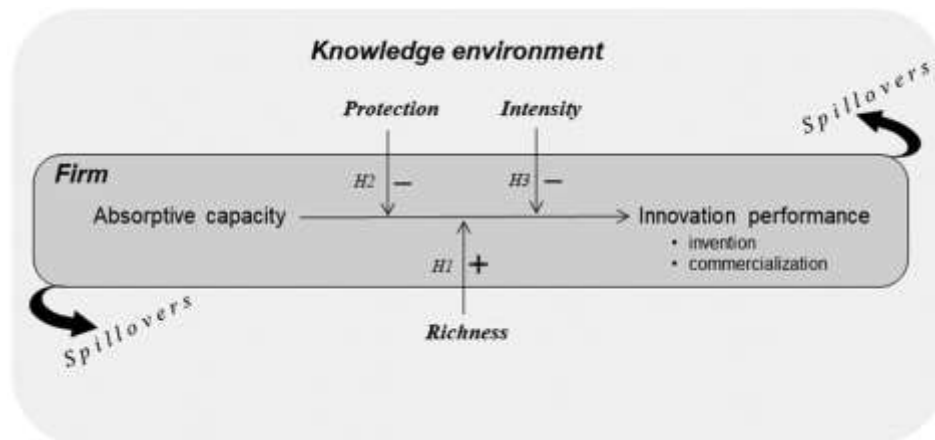 Knowledge environment
Spillovers
Protection Intensity
Firm
H2 – H3 –
Absorptive capacity Innovation performance
• invention
• commercialization
H1 +
Spillovers
Richness